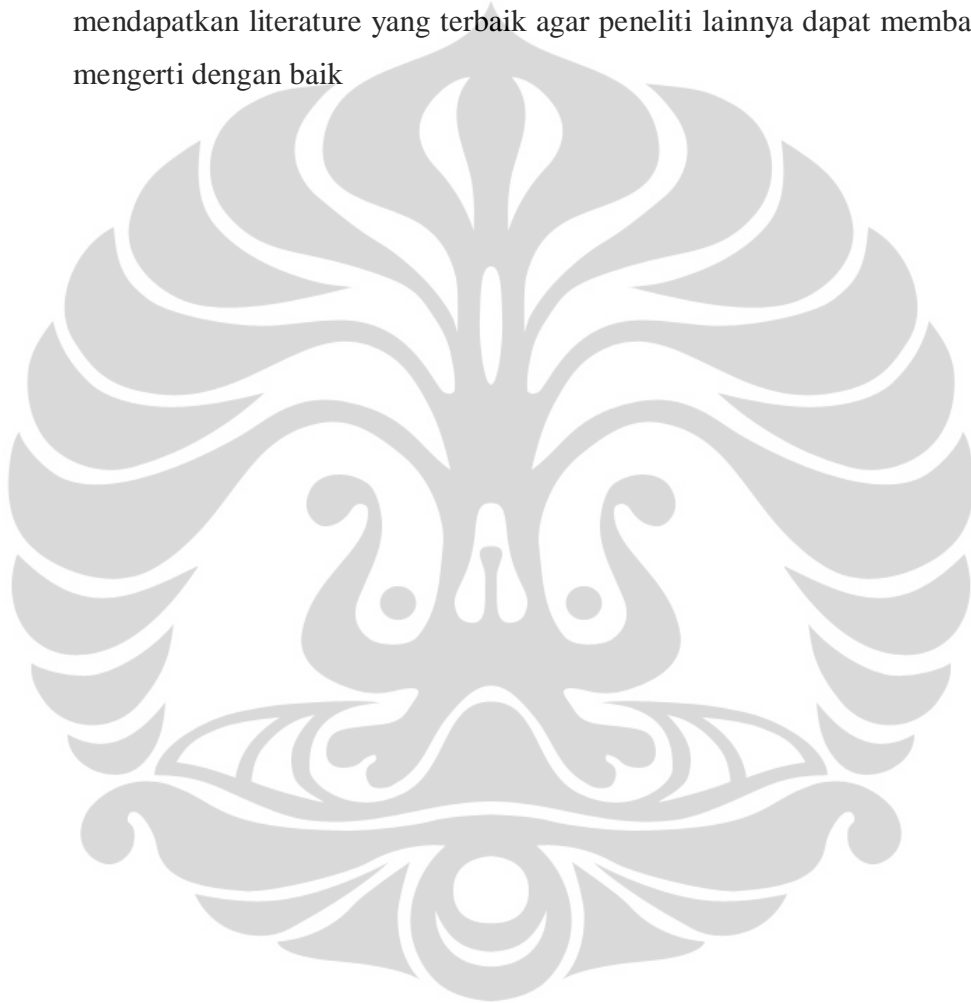 mendapatkan literature yang terbaik agar peneliti lainnya dapat memba
mengerti dengan baik